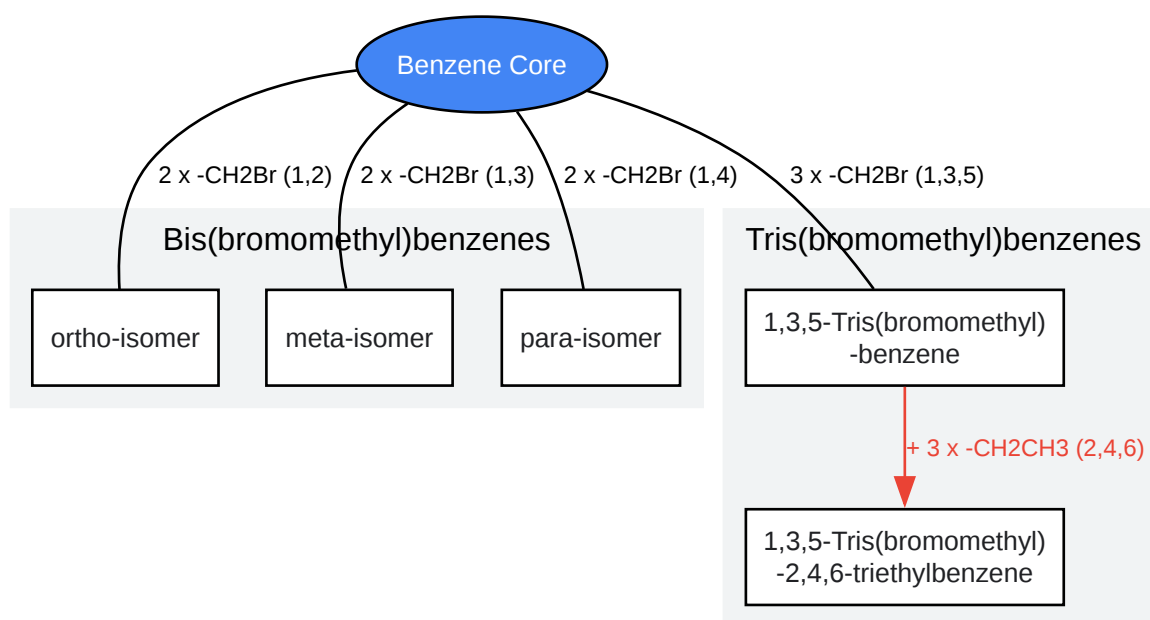 Benzene Core
2 x -CH2Br (1,2)
2 x -CH2Br (1,3)
2 x -CH2Br (1,4)
3 x -CH2Br (1,3,5)
Bis(bromomethyl)benzenes
Tris(bromomethyl)benzenes
ortho-isomer
meta-isomer
para-isomer
1,3,5-Tris(bromomethyl)
-benzene
+ 3 x -CH2CH3 (2,4,6)
1,3,5-Tris(bromomethyl)
-2,4,6-triethylbenzene